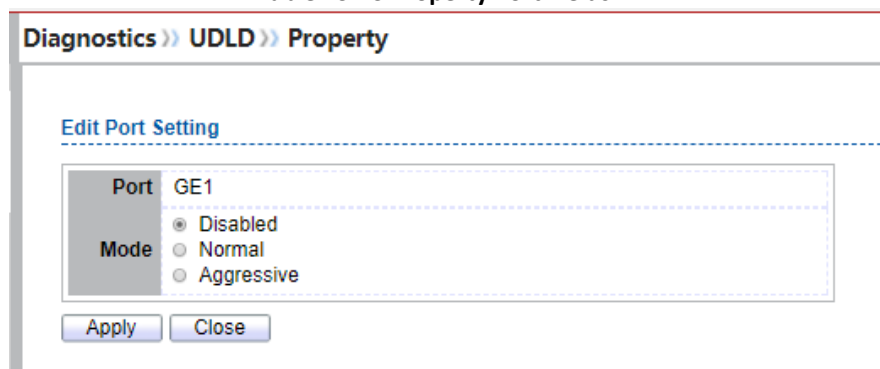 Diagnostics >> UDLD >> Property
Edit Port Setting
Port GE1
Mode
Disabled
Normal
Aggressive
Apply Close